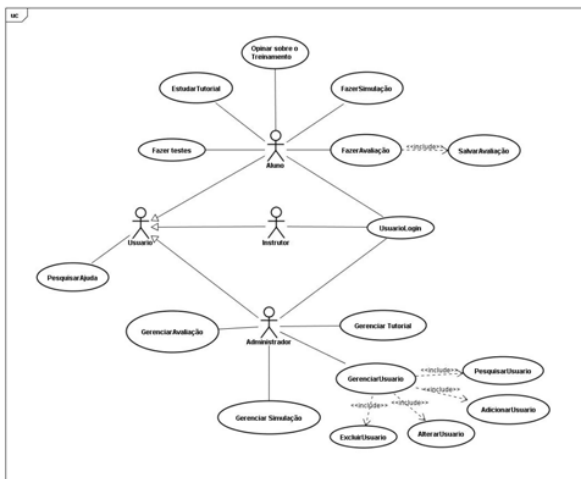 uc
Opinar sobre o
Treinamento
EstudarTutorial
FazerSimulação
Fazer testes
Aluno
FazerAvaliação
<<include>>
SalvarAvaliação
Usuario
Instrutor
UsuarioLogin
PesquisarAjuda
GerenciarAvaliação
Administrador
Gerenciar Tutorial
Gerenciar Simulação
GerenciarUsuario
<<include>>
PesquisarUsuario
<<include>>
AdicionarUsuario
<<include>>
<<include>>
ExcluirUsuario
AlterarUsuario